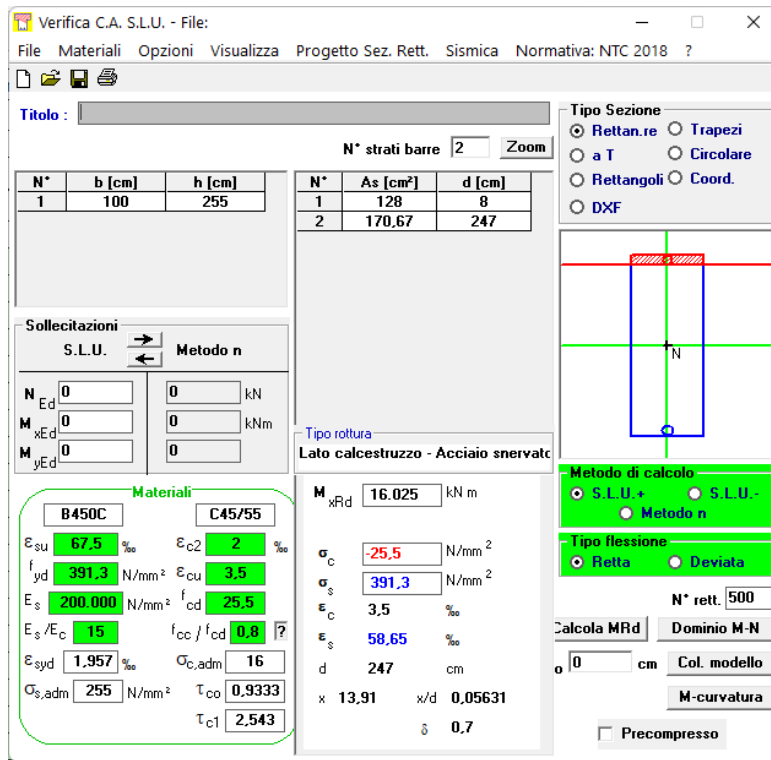 Verifica C.A. S.L.U. - File:
File Materiali Opzioni Visualizza Progetto Sez. Rett. Sismica Normativa: NTC 2018 ?
Titolo :
N° strati barre 2 Zoom
Tipo Sezione
Rettan.re Trapezi
a T Circolare
Rettangoli Coord.
DXF
N° b [cm] h [cm]
1 100 255
N° As [cm²] d [cm]
1 128 8
2 170,67 247
N
Sollecitazioni
S.L.U. Metodo n
N Ed 0 0 kN
M xEd 0 0 kNm
M yEd 0 0
Tipo rottura
Lato calcestruzzo - Acciaio snervato
Metodo di calcolo
S.L.U.+ S.L.U.-
Metodo n
Tipo flessione
Retta Deviata
N° rett. 500
Calcola MRd Dominio M-N
o 0 cm Col. modello
M-curvatura
Precompresso
Materiali
B450C C45/55
εsu 67,5 ‰ εc2 2 ‰
fyd 391,3 N/mm² εcu 3,5
Es 200.000 N/mm² fcd 25,5
Es/Ec 15 fcc / fcd 0,8 ?
εsyd 1,957 ‰ σc,adm 16
σs,adm 255 N/mm² τco 0,9333
τc1 2,543
M xRd 16.025 kN m
σc -25,5 N/mm²
σs 391,3 N/mm²
εc 3,5 ‰
εs 58,65 ‰
d 247 cm
x 13,91 x/d 0,05631
δ 0,7